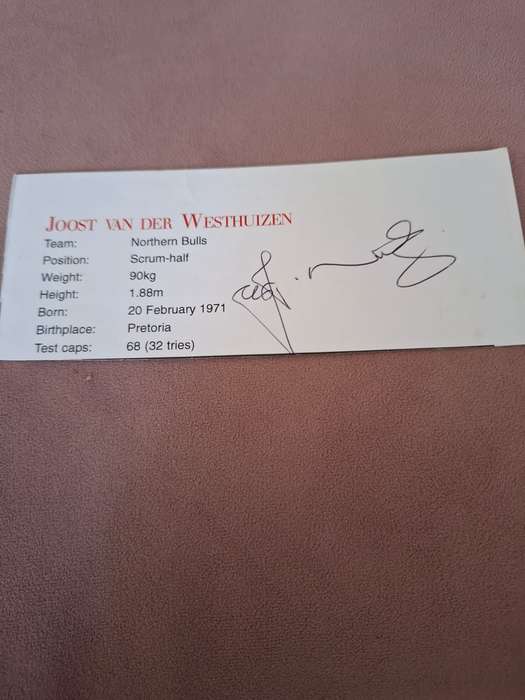 JOOST VAN DER WESTHUIZEN
Team: Northern Bulls
Position: Scrum-half
Weight: 90kg
Height: 1.88m
Born: 20 February 1971
Birthplace: Pretoria
Test caps: 68 (32 tries)